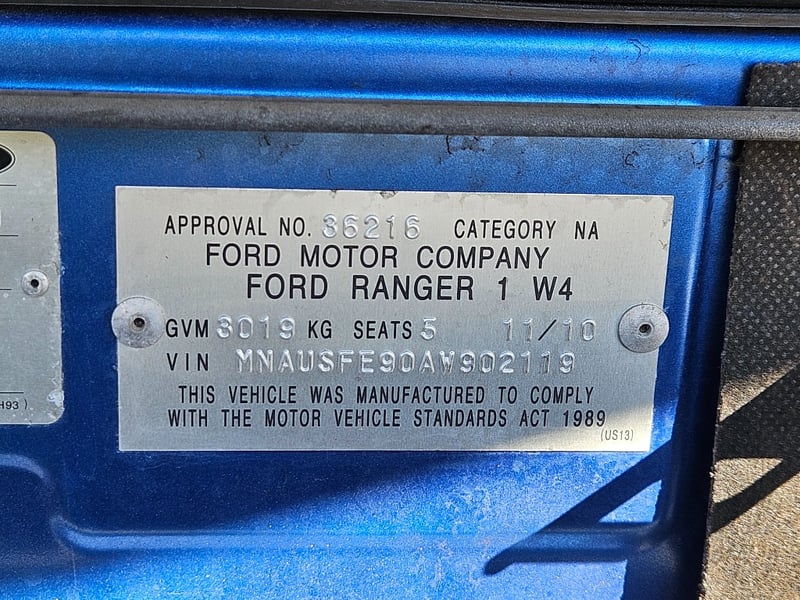 APPROVAL NO. 36216 CATEGORY NA
FORD MOTOR COMPANY
FORD RANGER 1 W4
GVM 3019 KG SEATS 5 11/10
VIN MNAUSFE90AW902119
THIS VEHICLE WAS MANUFACTURED TO COMPLY
WITH THE MOTOR VEHICLE STANDARDS ACT 1989
(US13)
H93)